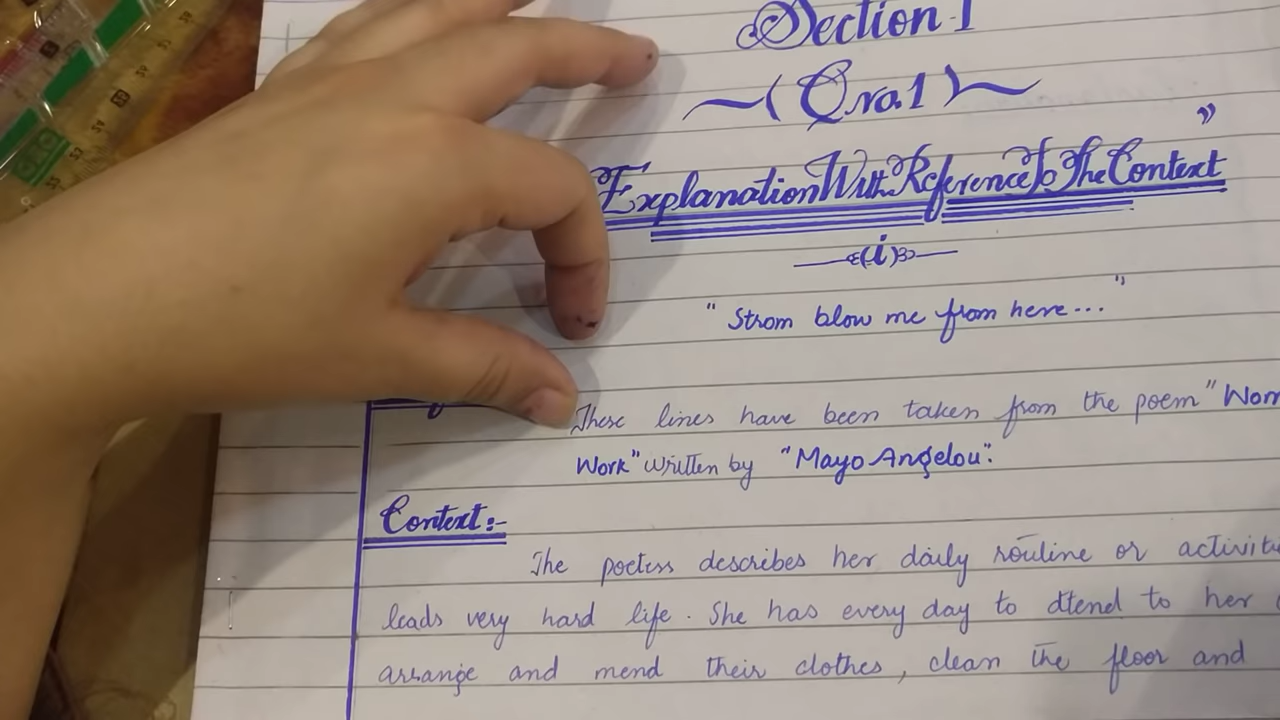 Section 1
(Q no.1)
Explanation With Reference To The Context”
(i)
“Strom blow me from here...”
These lines have been taken from the poem “Wom
Work” written by “Mayo Angelou”.
Context:-
The poetess describes her daily routine or activit
leads very hard life. She has every day to attend to her
arrange and mend their clothes, clean the floor and